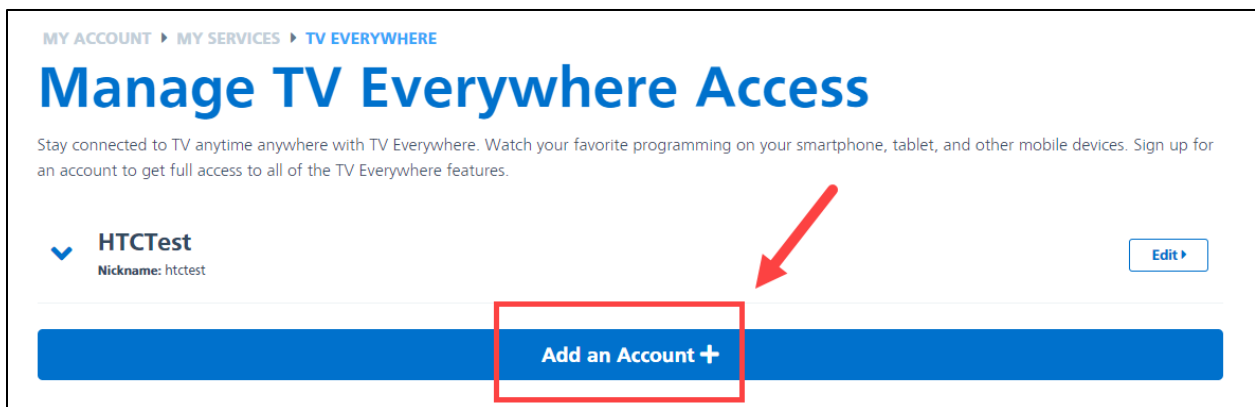 MY ACCOUNT MY SERVICES TV EVERYWHERE
Manage TV Everywhere Access
Stay connected to TV anytime anywhere with TV Everywhere. Watch your favorite programming on your smartphone, tablet, and other mobile devices. Sign up for
an account to get full access to all of the TV Everywhere features.
HTCTest
Edit
Nickname: htctest
Add an Account +